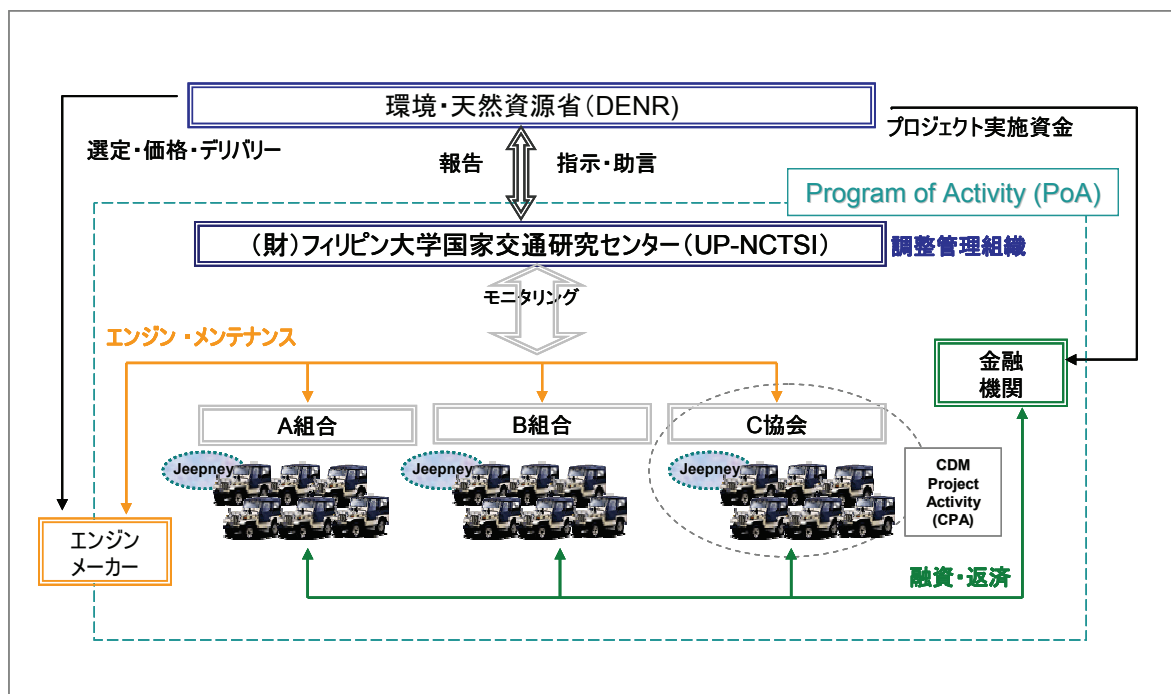 環境・天然資源省(DENR)
プロジェクト実施資金
選定・価格・デリバリー
報告
指示・助言
Program of Activity (PoA)
(財)フィリピン大学国家交通研究センター(UP-NCTSI)
調整管理組織
モニタリング
エンジン・メンテナンス
金融
機関
A組合
B組合
C協会
Jeepney
Jeepney
Jeepney
CDM
Project
Activity
(CPA)
エンジン
メーカー
融資・返済